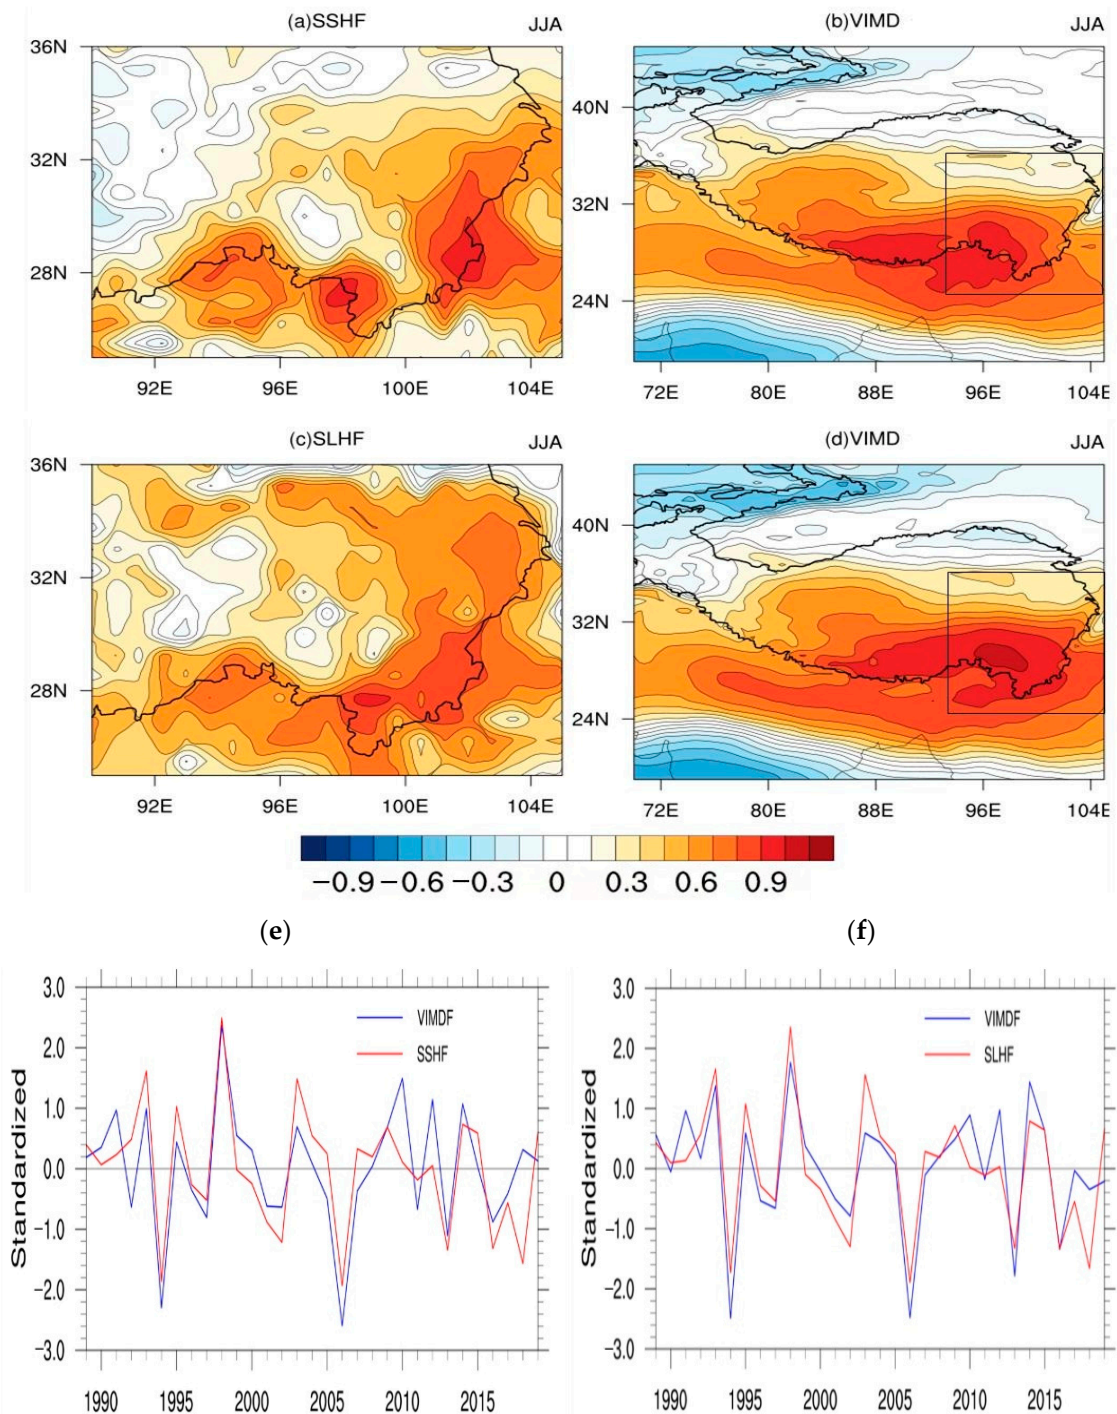 (a)SSHF JJA
36N
32N
28N
92E 96E 100E 104E
(b)VIMD JJA
40N
32N
24N
72E 80E 88E 96E 104E
(c)SLHF JJA
36N
32N
28N
92E 96E 100E 104E
(d)VIMD JJA
40N
32N
24N
72E 80E 88E 96E 104E
−0.9 −0.6 −0.3 0 0.3 0.6 0.9
(e)
(f)
3.0
2.0
1.0
0.0
−1.0
−2.0
−3.0
Standardized
VIMDF
SSHF
1990 1995 2000 2005 2010 2015
3.0
2.0
1.0
0.0
−1.0
−2.0
−3.0
Standardized
VIMDF
SLHF
1990 1995 2000 2005 2010 2015